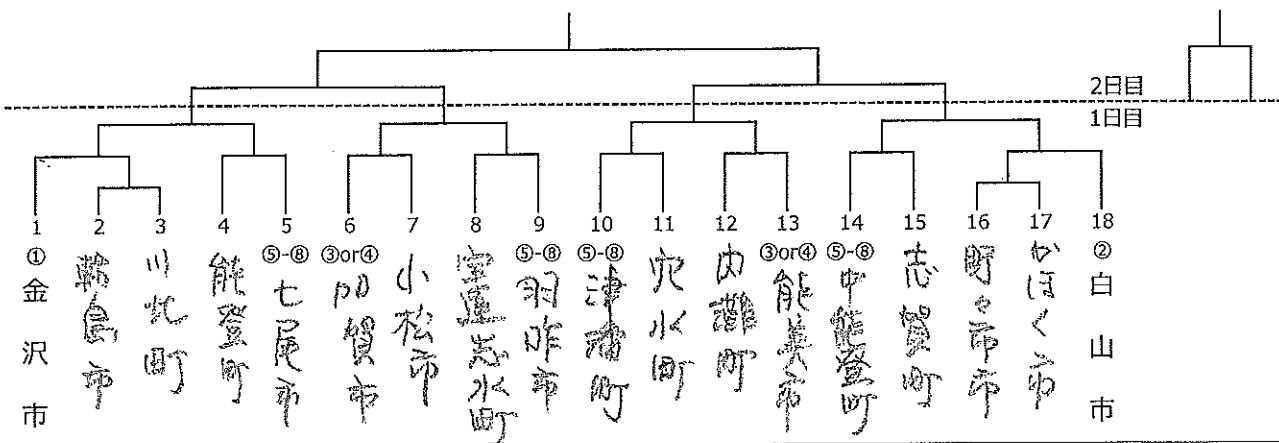 2日目
1日目
1 2 3 4 5 6 7 8 9 10 11 12 13 14 15 16 17 18
① ⑤-⑧ ③or④ ⑤-⑧ ⑤-⑧ ③or④ ⑤-⑧ ②
金沢市
輪島市
川北町
能登町
七尾市
加賀市
小松市
宝達志水町
羽咋市
津幡町
穴水町
内灘町
能美市
中能登町
志賀町
野々市市
かほく市
白山市